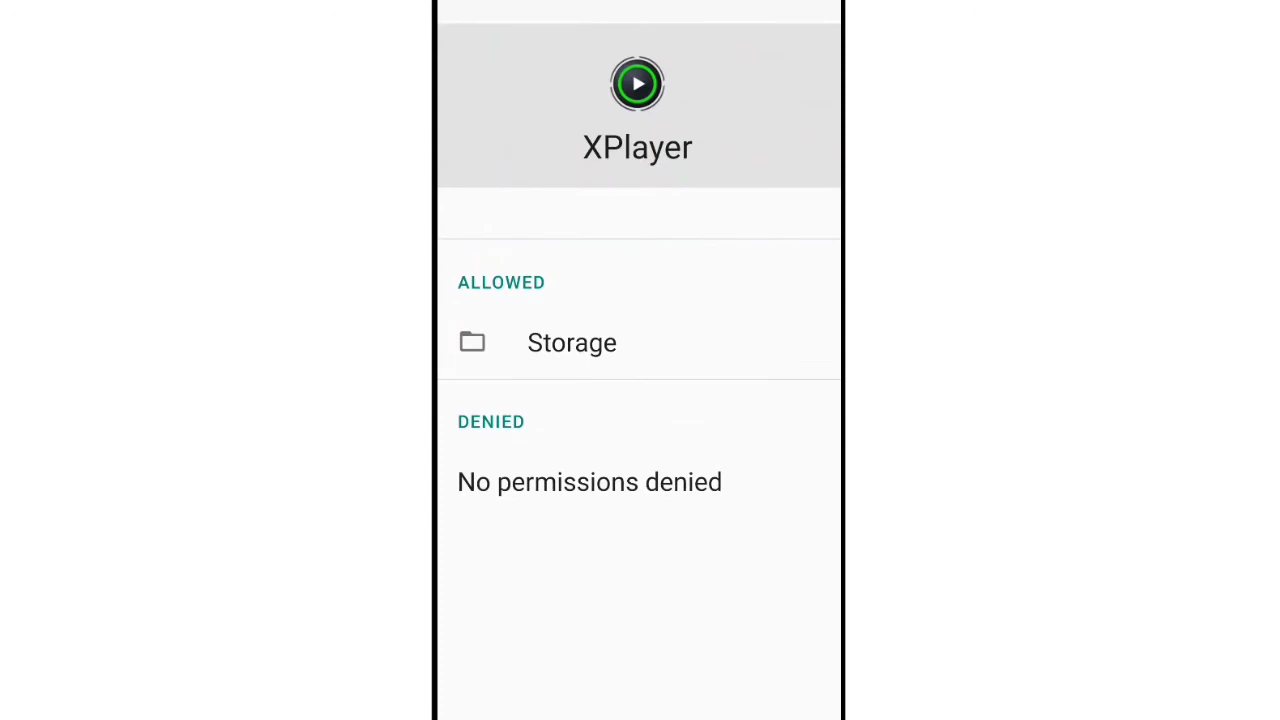 XPlayer
ALLOWED
Storage
DENIED
No permissions denied